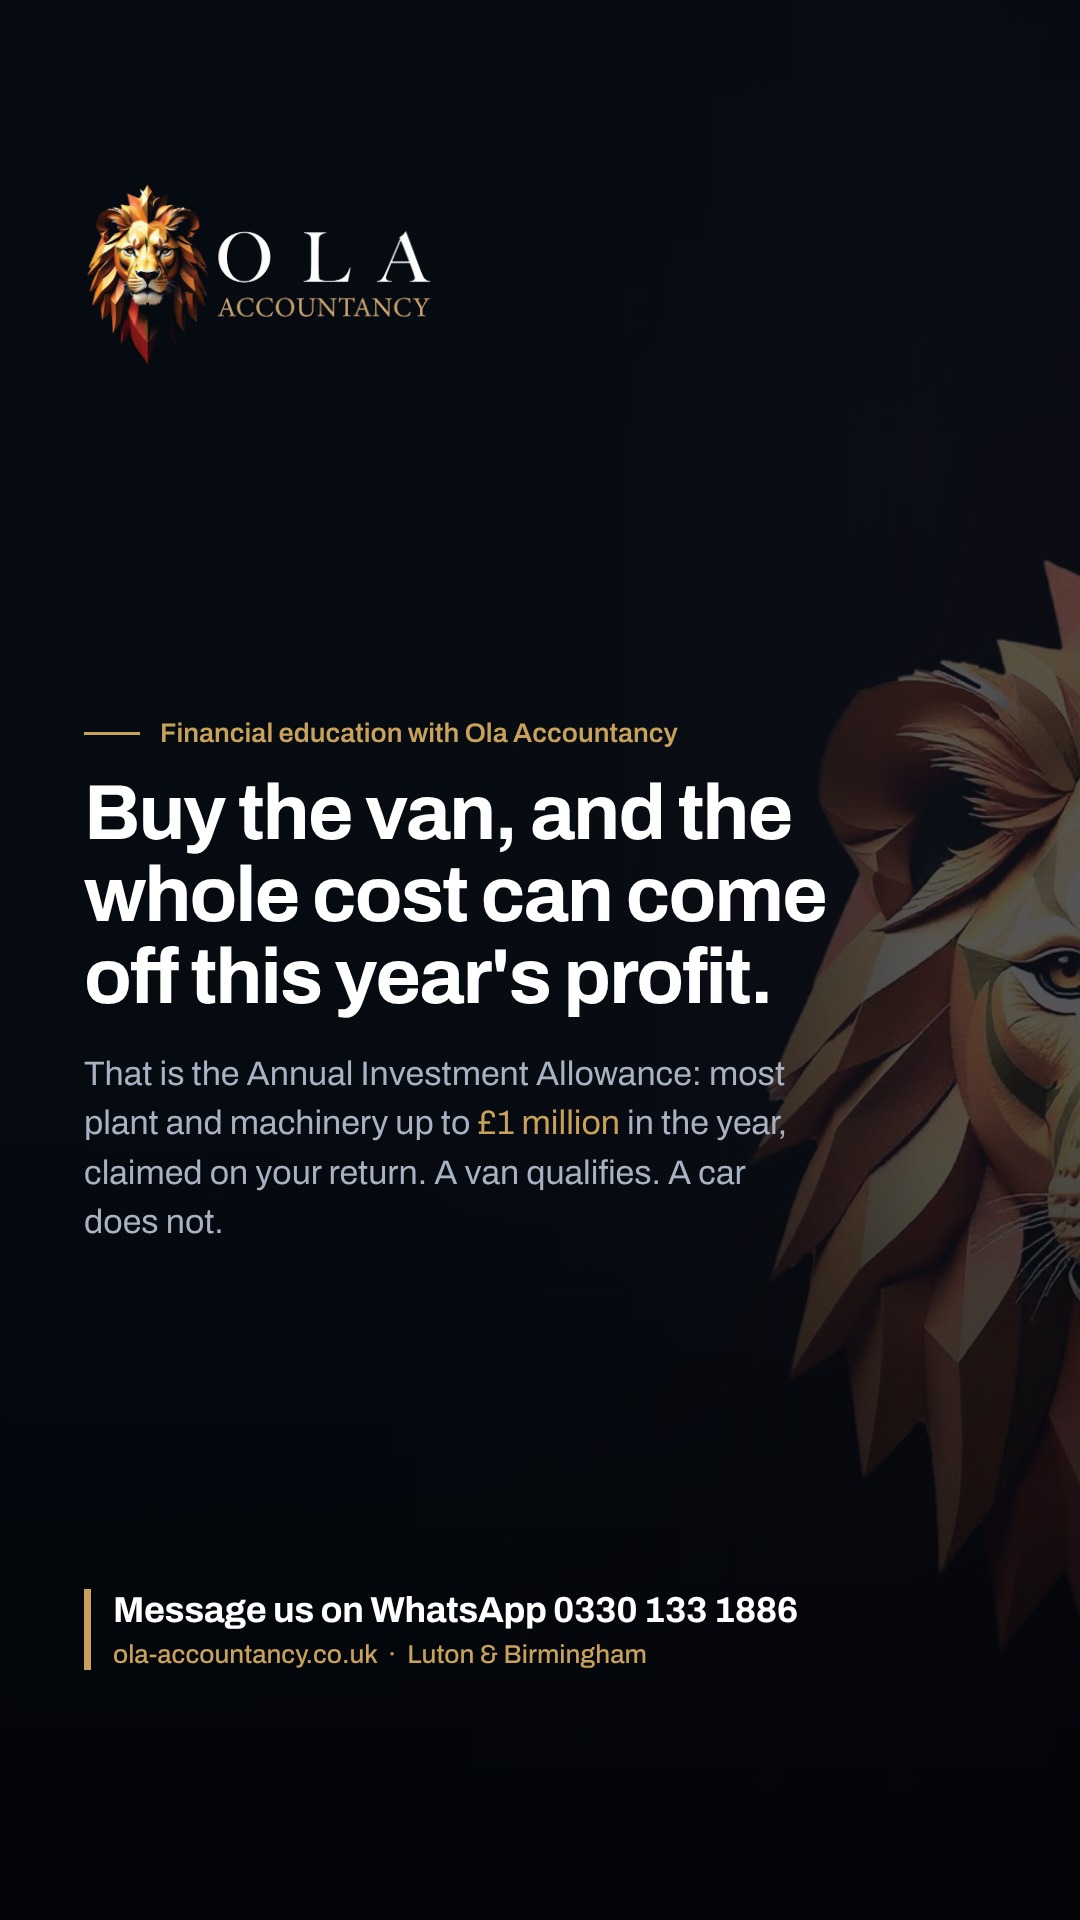 OLA
ACCOUNTANCY
Financial education with Ola Accountancy
Buy the van, and the
whole cost can come
off this year's profit.
That is the Annual Investment Allowance: most
plant and machinery up to £1 million in the year,
claimed on your return. A van qualifies. A car
does not.
Message us on WhatsApp 0330 133 1886
ola-accountancy.co.uk · Luton & Birmingham